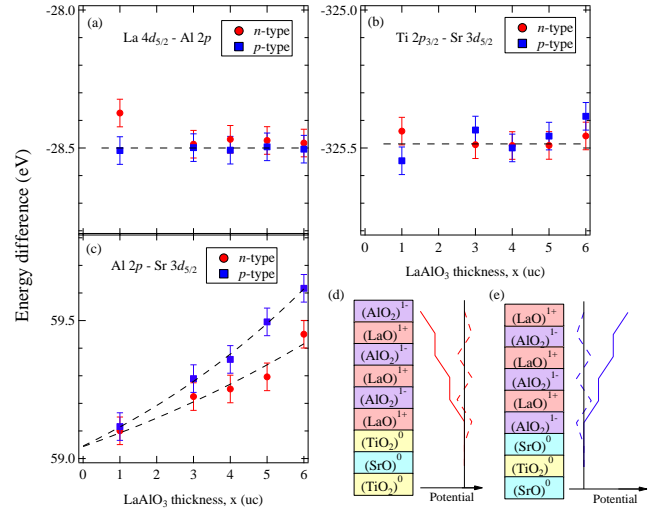 (a)
La 4d5/2 - Al 2p
n-type
p-type
-28.0
-28.5
(b)
Ti 2p3/2 - Sr 3d5/2
n-type
p-type
-325.0
-325.5
0 1 2 3 4 5 6
LaAlO3 thickness, x (uc)
Energy difference (eV)
(c)
Al 2p - Sr 3d5/2
n-type
p-type
59.5
59.0
0 1 2 3 4 5 6
LaAlO3 thickness, x (uc)
(d)
(AlO2)1-
(LaO)1+
(AlO2)1-
(LaO)1+
(AlO2)1-
(LaO)1+
(TiO2)0
(SrO)0
(TiO2)0
Potential
(e)
(LaO)1+
(AlO2)1-
(LaO)1+
(AlO2)1-
(LaO)1+
(AlO2)1-
(SrO)0
(TiO2)0
(SrO)0
Potential